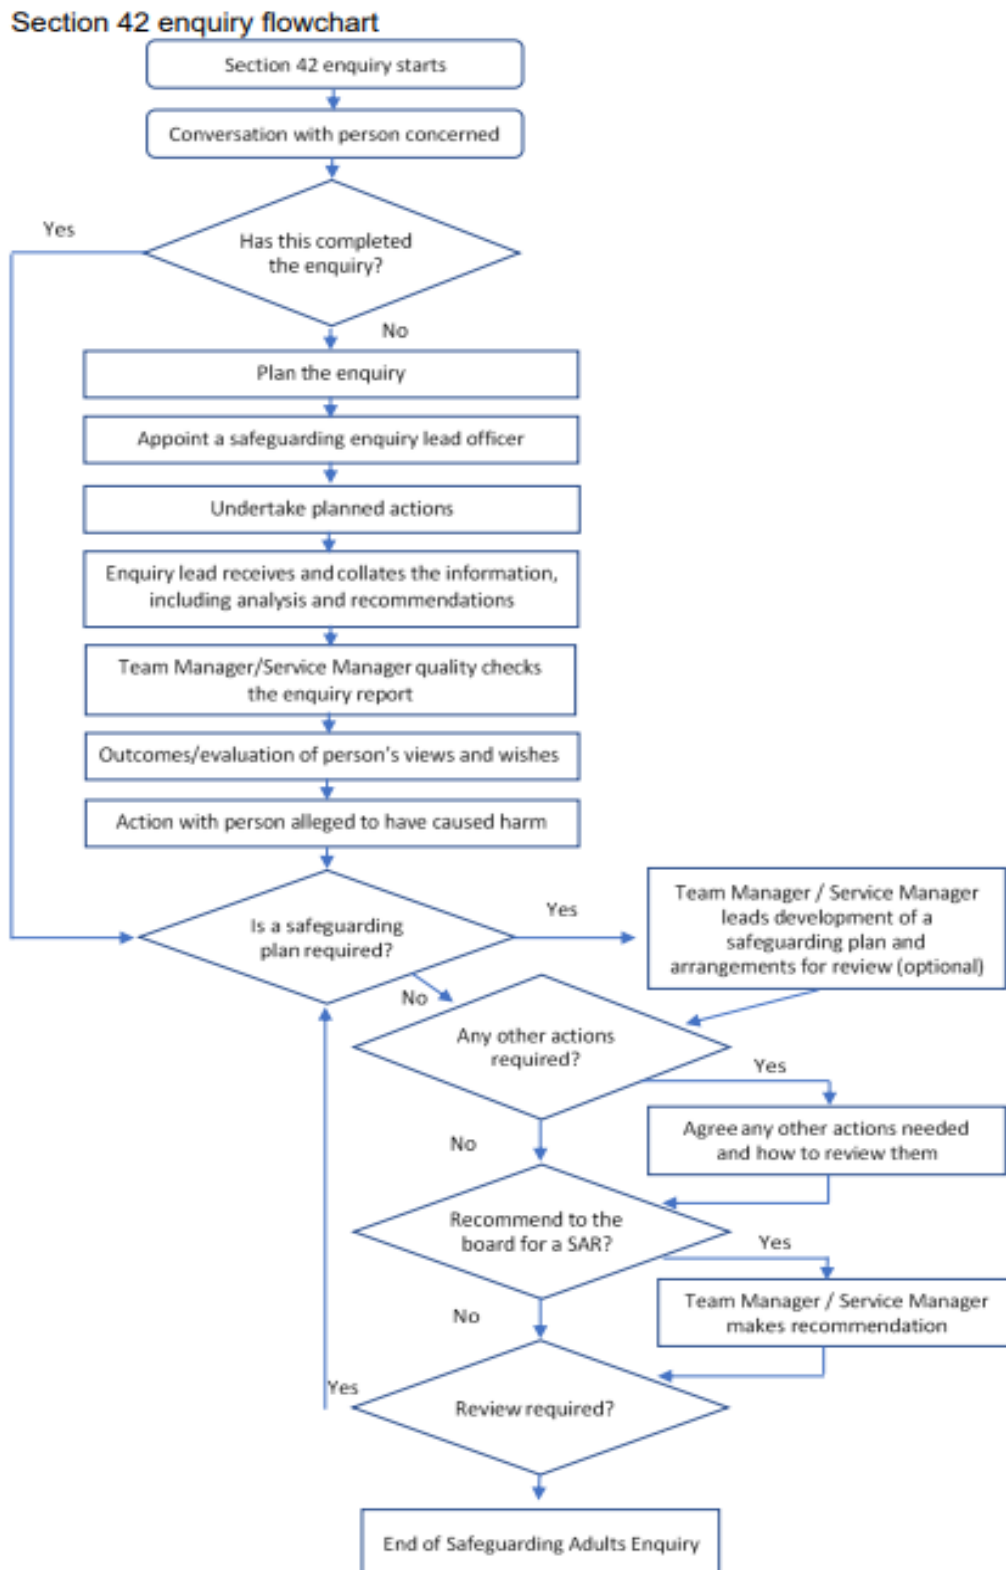 Section 42 enquiry flowchart
Section 42 enquiry starts
Conversation with person concerned
Yes
Has this completed
the enquiry?
No
Plan the enquiry
Appoint a safeguarding enquiry lead officer
Undertake planned actions
Enquiry lead receives and collates the information,
including analysis and recommendations
Team Manager/Service Manager quality checks
the enquiry report
Outcomes/evaluation of person's views and wishes
Action with person alleged to have caused harm
Is a safeguarding
plan required?
Yes
Team Manager / Service Manager
leads development of a
safeguarding plan and
arrangements for review (optional)
No
Any other actions
required?
Yes
Agree any other actions needed
and how to review them
No
Recommend to the
board for a SAR?
Yes
Team Manager / Service Manager
makes recommendation
No
Yes
Review required?
End of Safeguarding Adults Enquiry